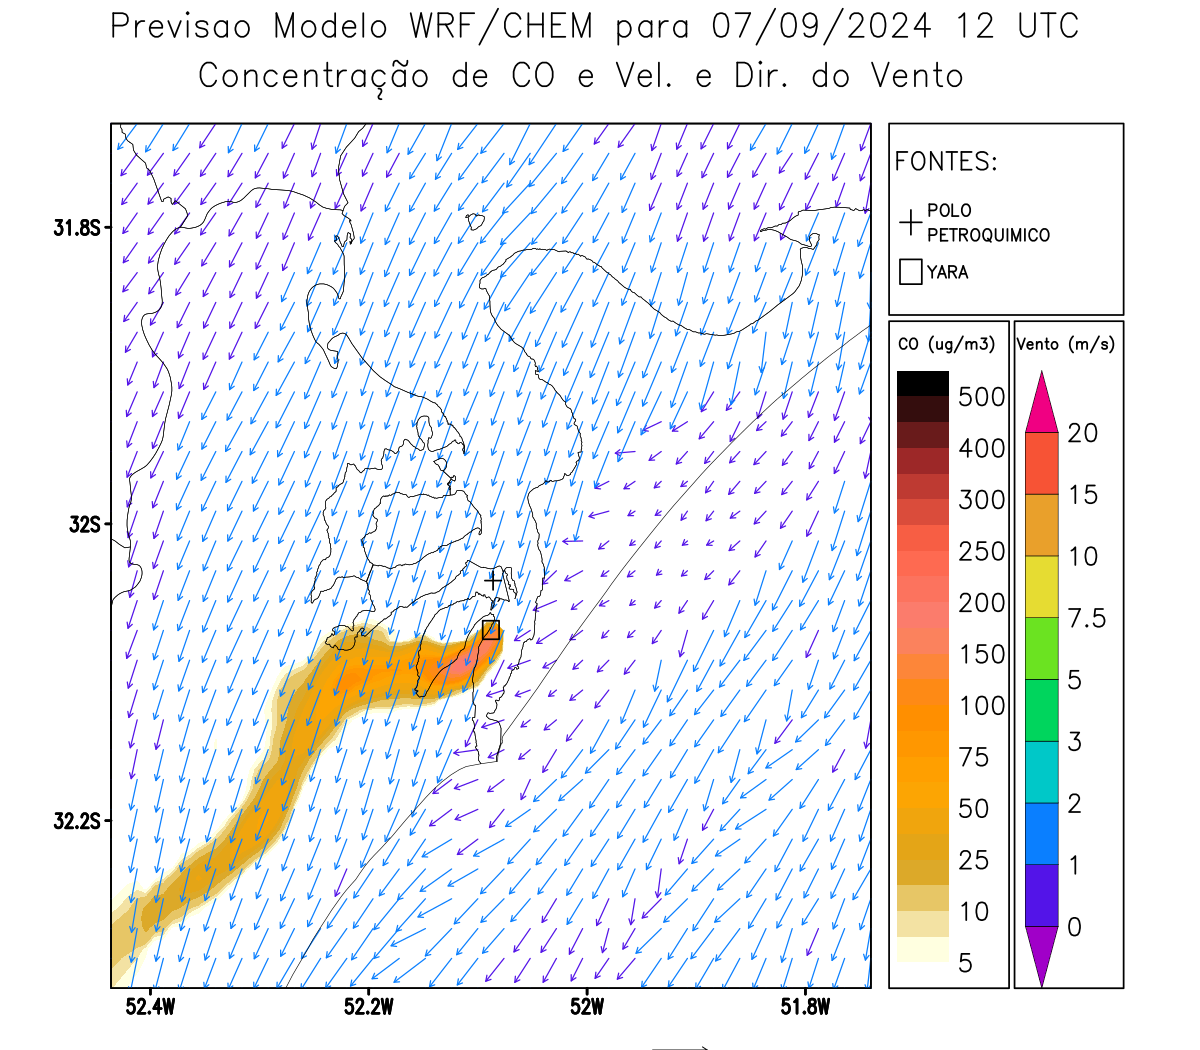 Previsao Modelo WRF/CHEM para 07/09/2024 12 UTC
Concentração de CO e Vel. e Dir. do Vento
FONTES:
POLO
PETROQUIMICO
YARA
CO (ug/m3)
500
400
300
250
200
150
100
75
50
25
10
5
Vento (m/s)
20
15
10
7.5
5
3
2
1
0
31.8S
32S
32.2S
52.4W
52.2W
52W
51.8W